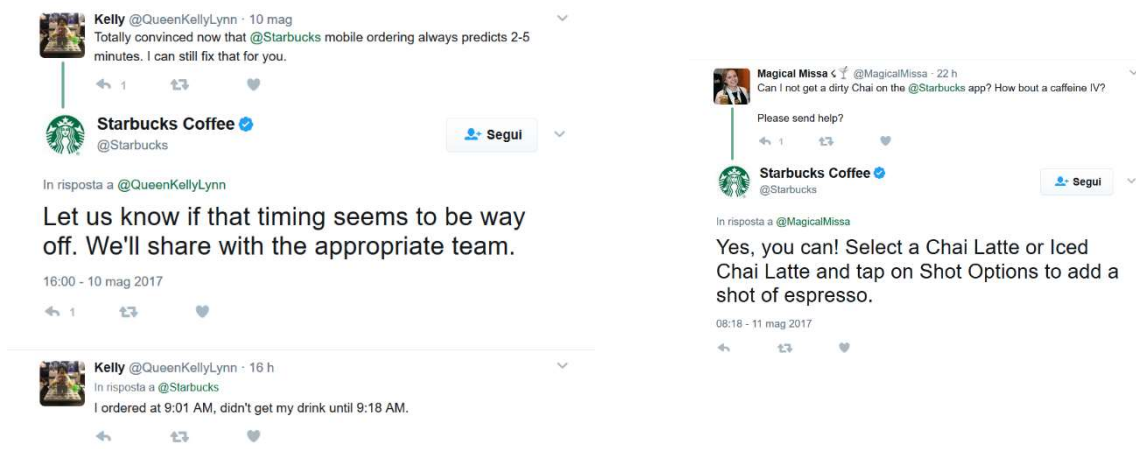 Kelly @QueenKellyLynn · 10 mag
Totally convinced now that @Starbucks mobile ordering always predicts 2-5
minutes. I can still fix that for you.
1
Starbucks Coffee
@Starbucks
Segui
In risposta a @QueenKellyLynn
Let us know if that timing seems to be way
off. We'll share with the appropriate team.
16:00 - 10 mag 2017
1
Kelly @QueenKellyLynn · 16 h
In risposta a @Starbucks
I ordered at 9:01 AM, didn't get my drink until 9:18 AM.
Magical Missa @MagicalMissa · 22 h
Can I not get a dirty Chai on the @Starbucks app? How bout a caffeine IV?
Please send help?
1
Starbucks Coffee
@Starbucks
Segui
In risposta a @MagicalMissa
Yes, you can! Select a Chai Latte or Iced
Chai Latte and tap on Shot Options to add a
shot of espresso.
08:18 - 11 mag 2017